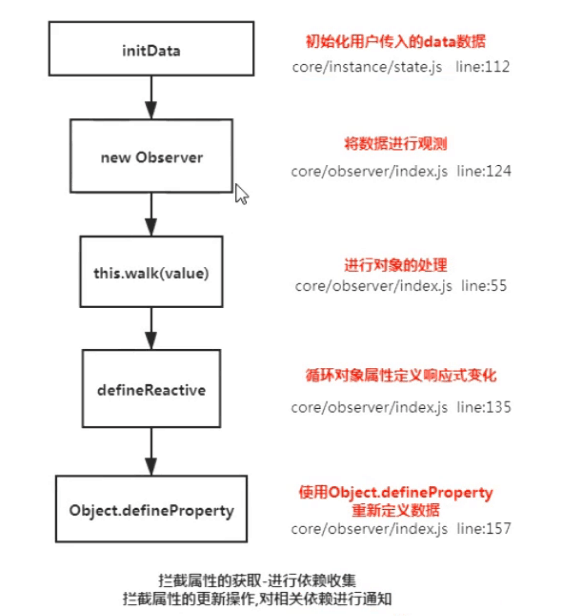 initData
初始化用户传入的data数据
core/instance/state.js line:112
new Observer
将数据进行观测
core/observer/index.js line:124
this.walk(value)
进行对象的处理
core/observer/index.js line:55
defineReactive
循环对象属性定义响应式变化
core/observer/index.js line:135
Object.defineProperty
使用Object.defineProperty
重新定义数据
core/observer/index.js line:157
拦截属性的获取-进行依赖收集
拦截属性的更新操作,对相关依赖进行通知